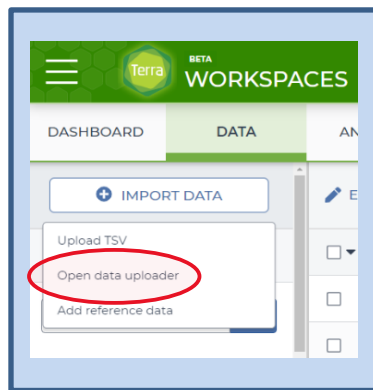 Terra
BETA
WORKSPACES
DASHBOARD DATA AN
IMPORT DATA E
Upload TSV
Open data uploader
Add reference data